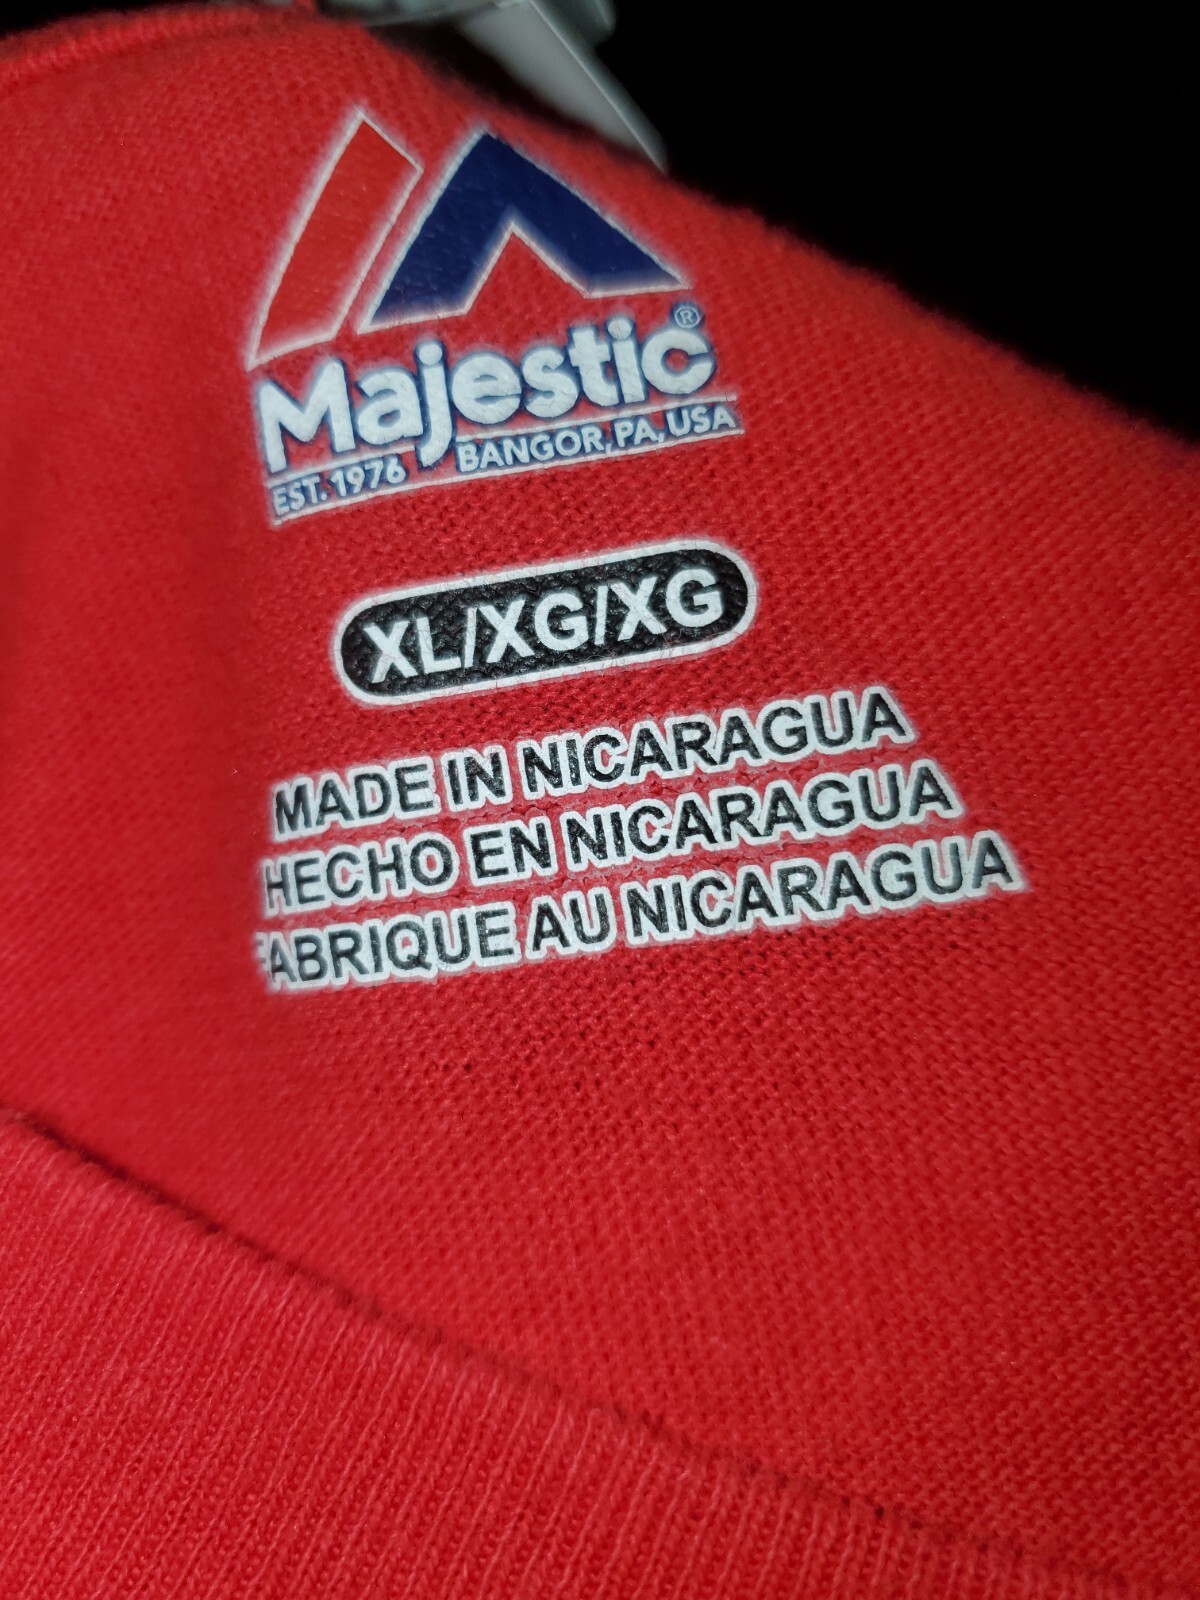 Majestic®
EST. 1976 BANGOR, PA, USA
XL/XG/XG
MADE IN NICARAGUA
HECHO EN NICARAGUA
FABRIQUE AU NICARAGUA